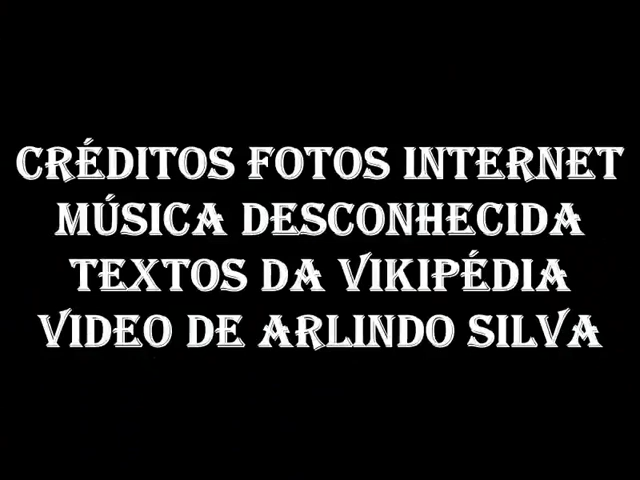 CRÉDITOS FOTOS INTERNET
MÚSICA DESCONHECIDA
TEXTOS DA VIKIPÉDIA
VIDEO DE ARLINDO SILVA